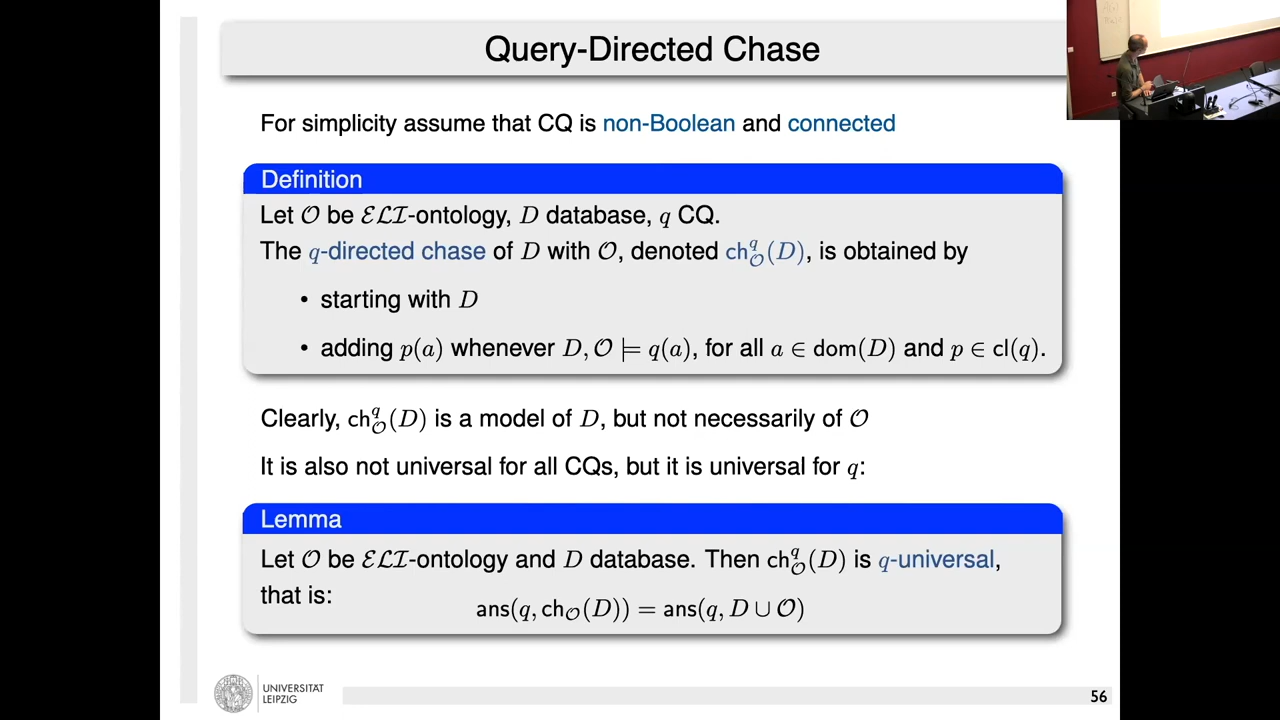 Query-Directed Chase
For simplicity assume that CQ is non-Boolean and connected
Definition
Let 𝒪 be ℰℒℐ-ontology, D database, q CQ.
The q-directed chase of D with 𝒪, denoted ch^q_𝒪(D), is obtained by
• starting with D
• adding p(a) whenever D, 𝒪 ⊨ q(a), for all a ∈ dom(D) and p ∈ cl(q).
Clearly, ch^q_𝒪(D) is a model of D, but not necessarily of 𝒪
It is also not universal for all CQs, but it is universal for q:
Lemma
Let 𝒪 be ℰℒℐ-ontology and D database. Then ch^q_𝒪(D) is q-universal,
that is:
ans(q, ch_𝒪(D)) = ans(q, D ∪ 𝒪)
UNIVERSITÄT
LEIPZIG
56